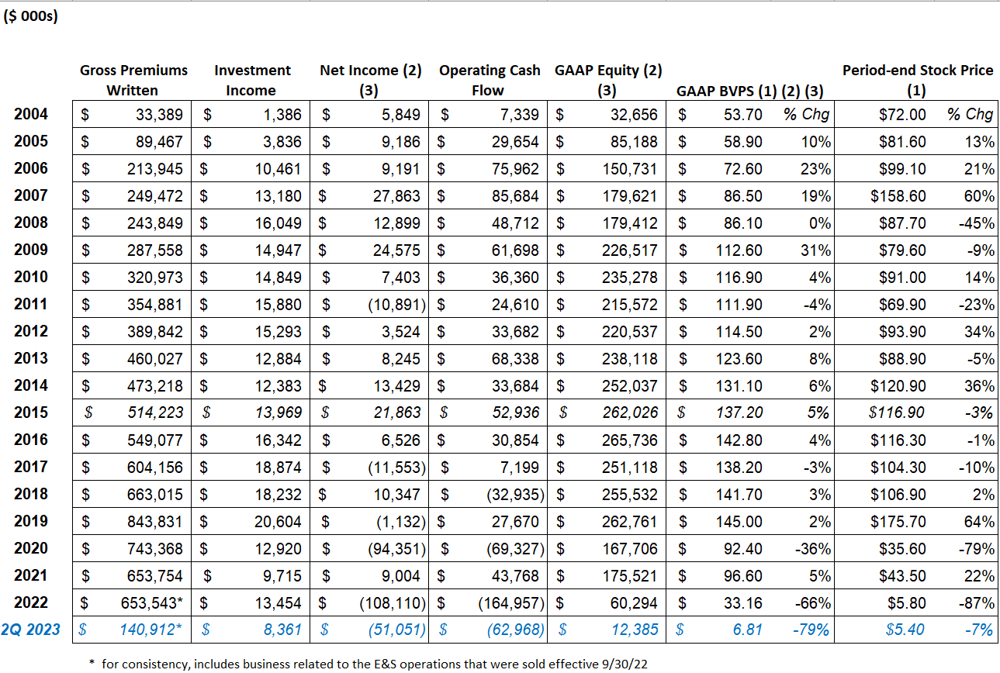 ($ 000s)
Gross Premiums Investment Net Income (2) Operating Cash GAAP Equity (2) Period-end Stock Price
Written Income (3) Flow (3) GAAP BVPS (1) (2) (3) (1)
2004 $ 33,389 $ 1,386 $ 5,849 $ 7,339 $ 32,656 $ 53.70 % Chg $72.00 % Chg
2005 $ 89,467 $ 3,836 $ 9,186 $ 29,654 $ 85,188 $ 58.90 10% $81.60 13%
2006 $ 213,945 $ 10,461 $ 9,191 $ 75,962 $ 150,731 $ 72.60 23% $99.10 21%
2007 $ 249,472 $ 13,180 $ 27,863 $ 85,684 $ 179,621 $ 86.50 19% $158.60 60%
2008 $ 243,849 $ 16,049 $ 12,899 $ 48,712 $ 179,412 $ 86.10 0% $87.70 -45%
2009 $ 287,558 $ 14,947 $ 24,575 $ 61,698 $ 226,517 $ 112.60 31% $79.60 -9%
2010 $ 320,973 $ 14,849 $ 7,403 $ 36,360 $ 235,278 $ 116.90 4% $91.00 14%
2011 $ 354,881 $ 15,880 $ (10,891) $ 24,610 $ 215,572 $ 111.90 -4% $69.90 -23%
2012 $ 389,842 $ 15,293 $ 3,524 $ 33,682 $ 220,537 $ 114.50 2% $93.90 34%
2013 $ 460,027 $ 12,884 $ 8,245 $ 68,338 $ 238,118 $ 123.60 8% $88.90 -5%
2014 $ 473,218 $ 12,383 $ 13,429 $ 33,684 $ 252,037 $ 131.10 6% $120.90 36%
2015 $ 514,223 $ 13,969 $ 21,863 $ 52,936 $ 262,026 $ 137.20 5% $116.90 -3%
2016 $ 549,077 $ 16,342 $ 6,526 $ 30,854 $ 265,736 $ 142.80 4% $116.30 -1%
2017 $ 604,156 $ 18,874 $ (11,553) $ 7,199 $ 251,118 $ 138.20 -3% $104.30 -10%
2018 $ 663,015 $ 18,232 $ 10,347 $ (32,935) $ 255,532 $ 141.70 3% $106.90 2%
2019 $ 843,831 $ 20,604 $ (1,132) $ 27,670 $ 262,761 $ 145.00 2% $175.70 64%
2020 $ 743,368 $ 12,920 $ (94,351) $ (69,327) $ 167,706 $ 92.40 -36% $35.60 -79%
2021 $ 653,754 $ 9,715 $ 9,004 $ 43,768 $ 175,521 $ 96.60 5% $43.50 22%
2022 $ 653,543* $ 13,454 $ (108,110) $ (164,957) $ 60,294 $ 33.16 -66% $5.80 -87%
2Q 2023 $ 140,912* $ 8,361 $ (51,051) $ (62,968) $ 12,385 $ 6.81 -79% $5.40 -7%
* for consistency, includes business related to the E&S operations that were sold effective 9/30/22